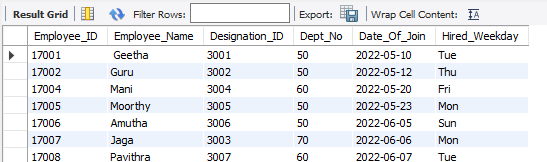 Result Grid Filter Rows: Export: Wrap Cell Content: IA
Employee_ID Employee_Name Designation_ID Dept_No Date_Of_Join Hired_Weekday
17001 Geetha 3001 50 2022-05-10 Tue
17002 Guru 3002 50 2022-05-12 Thu
17004 Mani 3004 60 2022-05-20 Fri
17005 Moorthy 3005 50 2022-05-23 Mon
17006 Amutha 3006 50 2022-06-05 Sun
17007 Jaga 3003 70 2022-06-06 Mon
17008 Pavithra 3007 60 2022-06-07 Tue